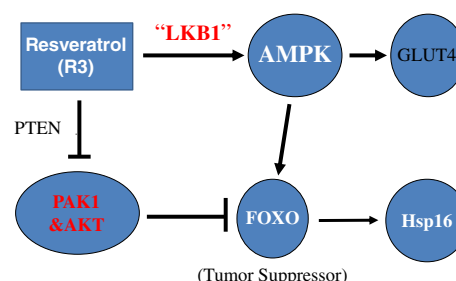 “LKB1”
Resveratrol
(R3)
AMPK
GLUT4
PTEN
PAK1
&AKT
FOXO
Hsp16
(Tumor Suppressor)